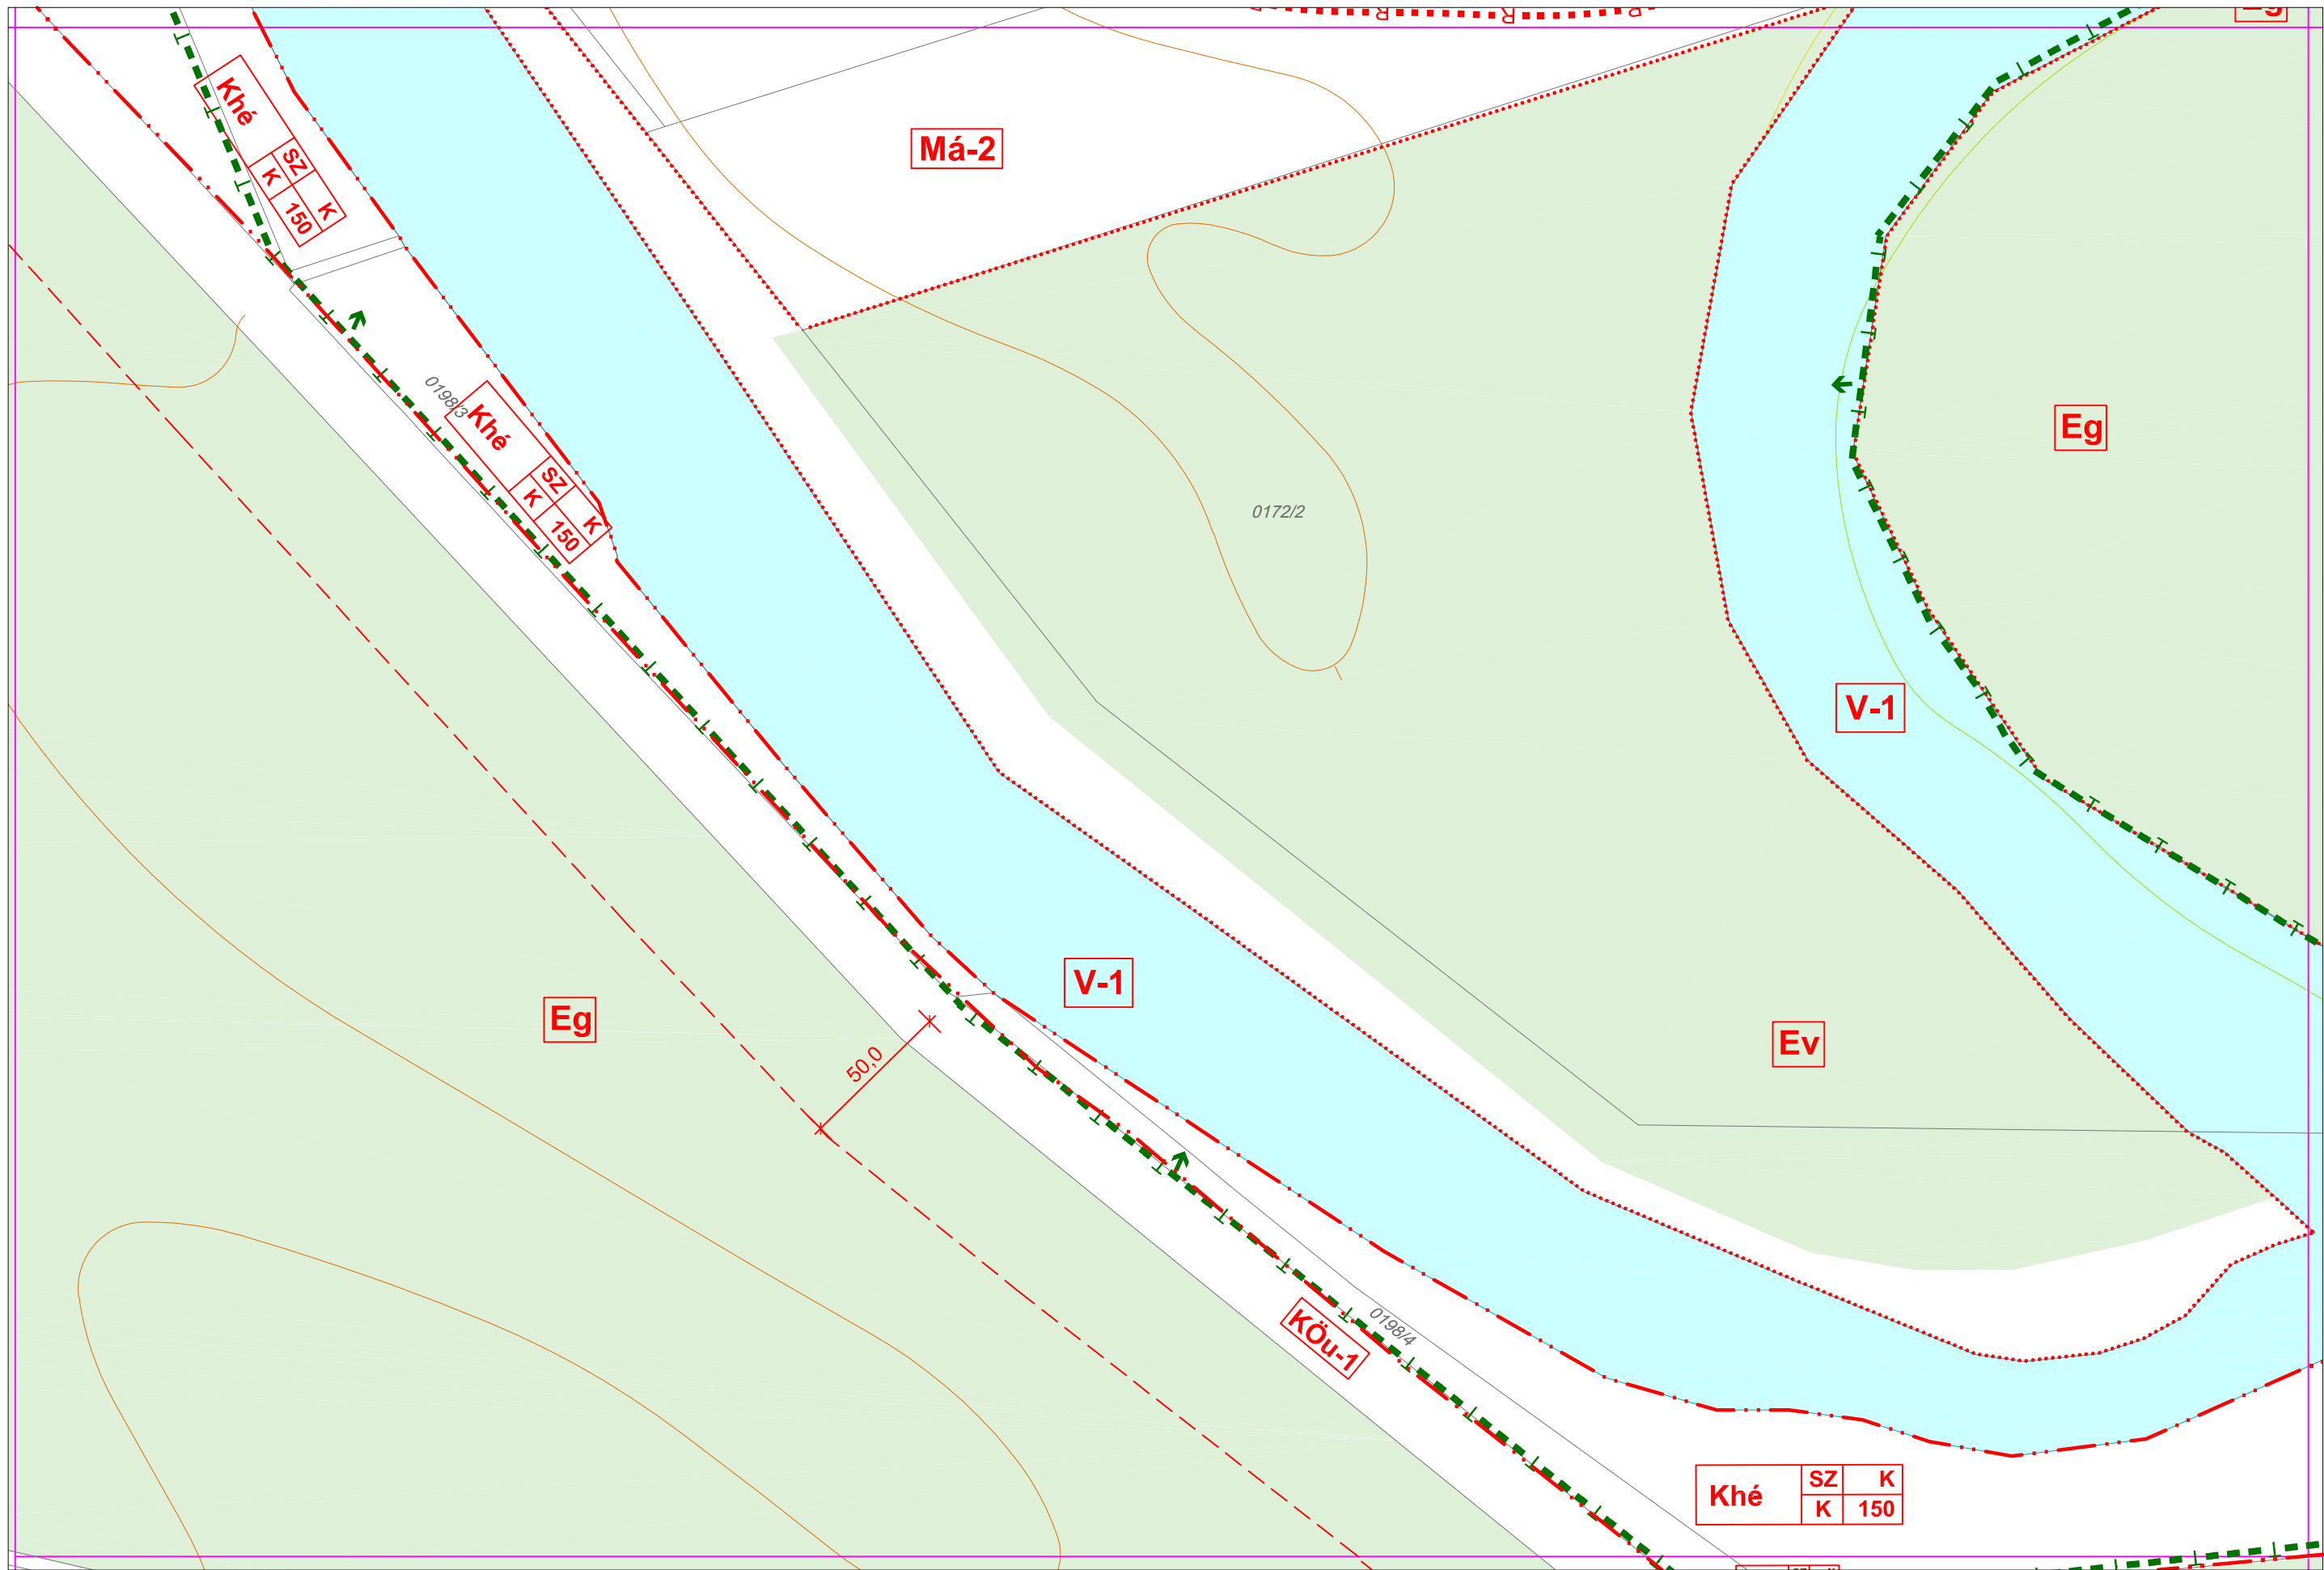 Eg
R R R
Khé
SZ K
K 150
Má-2
0198/3
Khé
SZ K
K 150
Eg
0172/2
V-1
V-1
Eg
Ev
50,0
0198/4
KÖu-1
Khé
SZ K
K 150